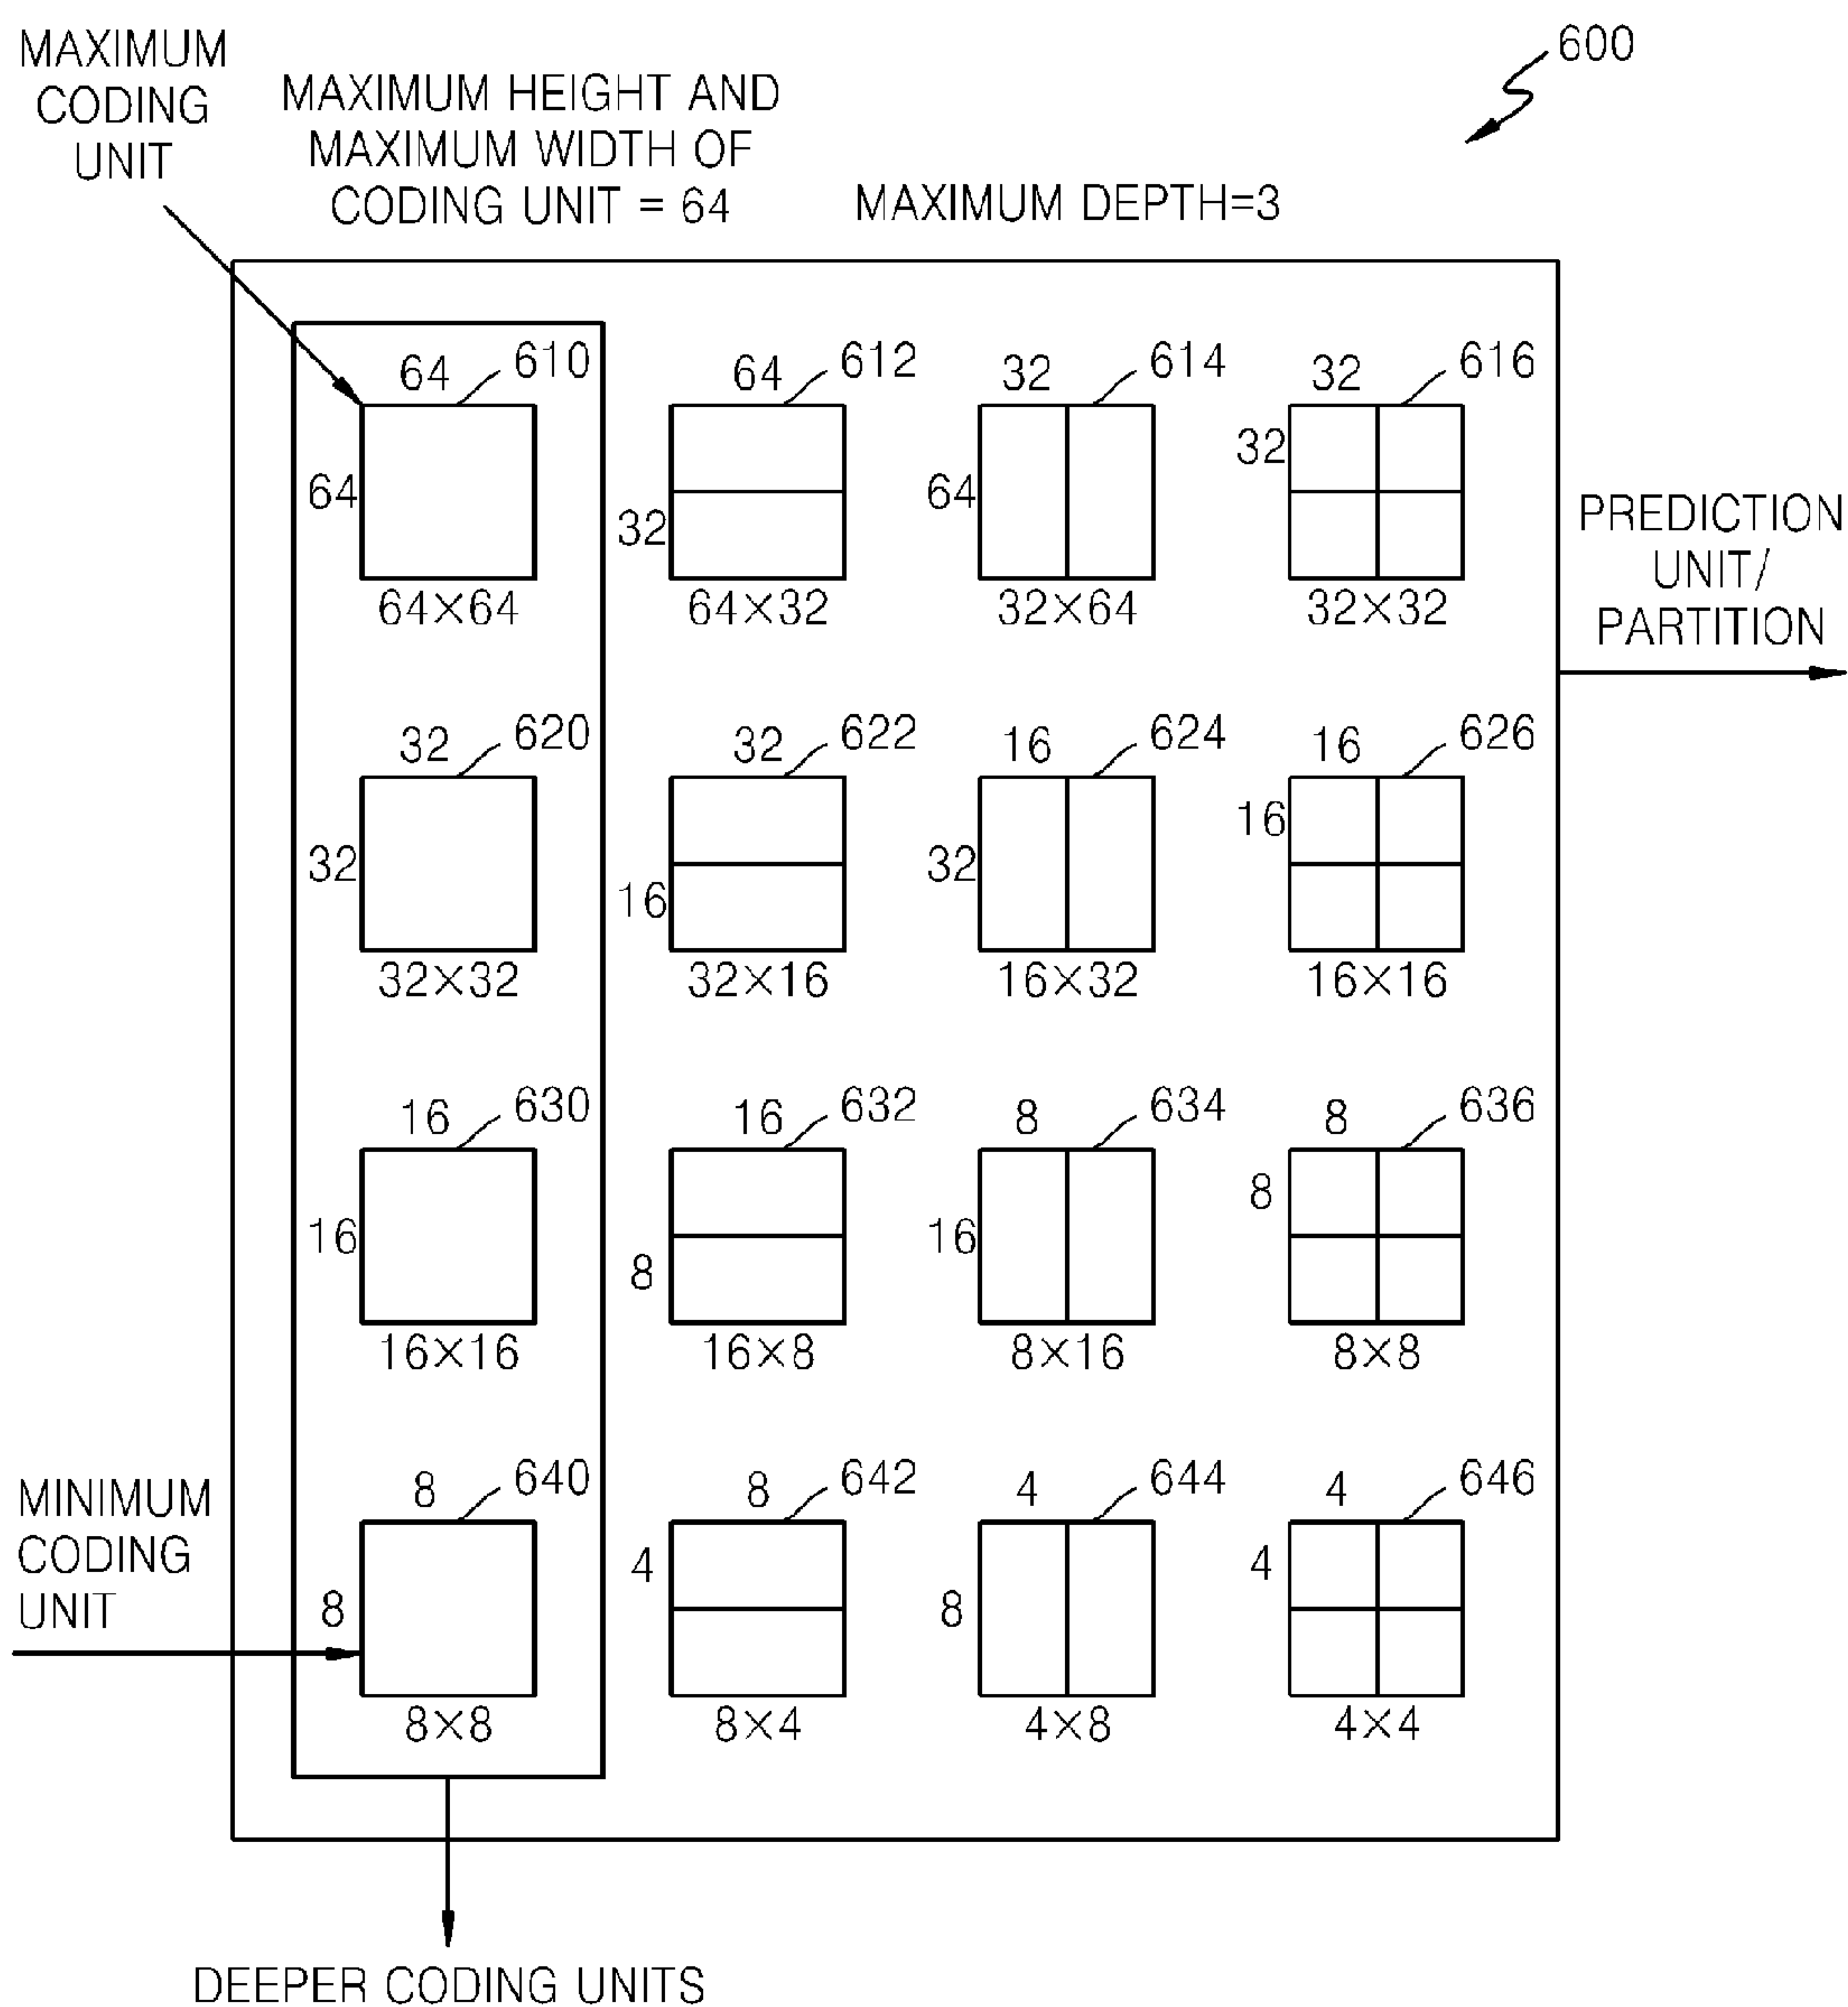 600
MAXIMUM
CODING
UNIT
MAXIMUM HEIGHT AND
MAXIMUM WIDTH OF
CODING UNIT = 64
MAXIMUM DEPTH=3
64 610 64 612 32 614 32 616
64 32 64 32
64×64 64×32 32×64 32×32
PREDICTION
UNIT/
PARTITION
32 620 32 622 16 624 16 626
32 16 32 16
32×32 32×16 16×32 16×16
16 630 16 632 8 634 8 636
16 8 16 8
16×16 16×8 8×16 8×8
MINIMUM
CODING
UNIT
8 640 8 642 4 644 4 646
8 4 8 4
8×8 8×4 4×8 4×4
DEEPER CODING UNITS